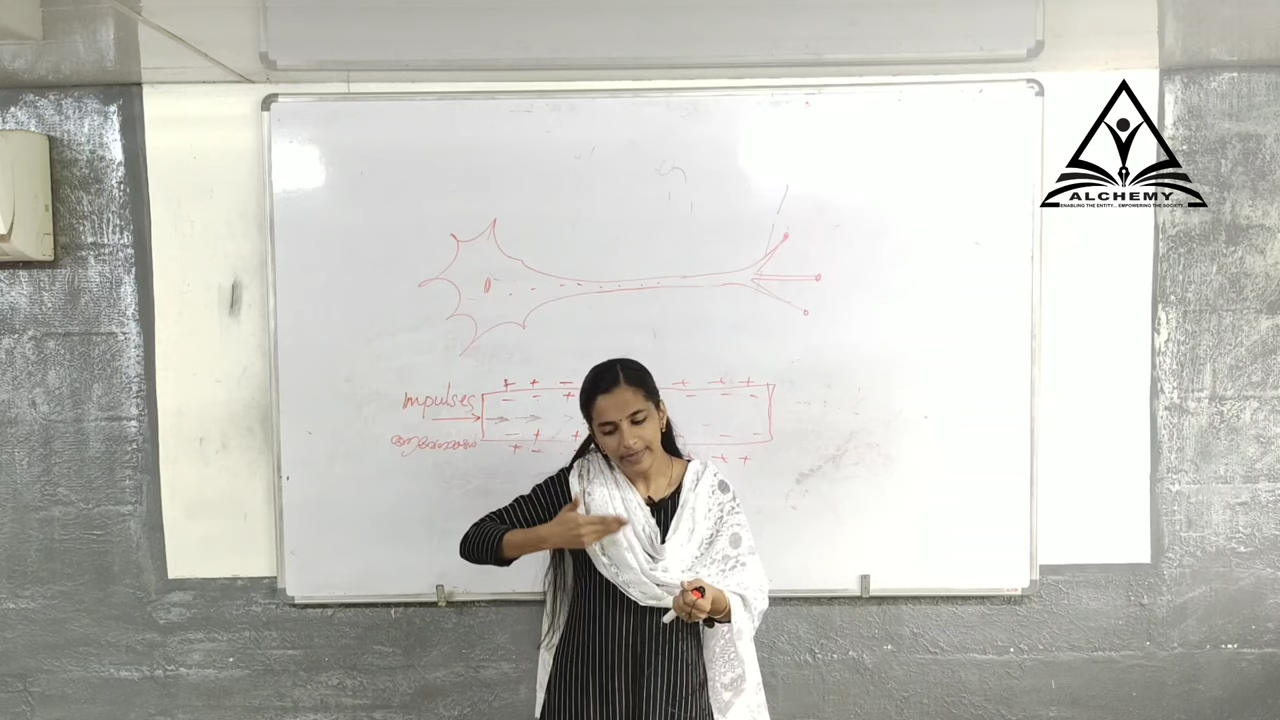 ALCHEMY
ENABLING THE ENTITY... EMPOWERING THE SOCIETY...
+ + −
+ + +
− − +
− − −
Impulses
− +
− −
+ −
+ +